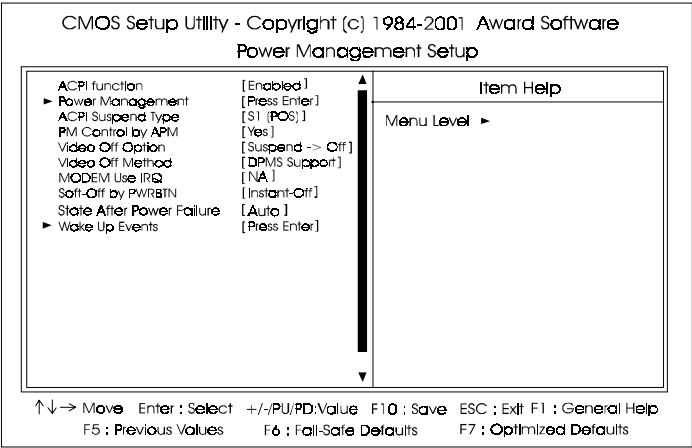 CMOS Setup Utility - Copyright (c) 1984-2001 Award Software
Power Management Setup
ACPI function [Enabled]
► Power Management [Press Enter]
ACPI Suspend Type [S1 (POS)]
PM Control by APM [Yes]
Video Off Option [Suspend -> Off]
Video Off Method [DPMS Support]
MODEM Use IRQ [NA]
Soft-Off by PWRBTN [Instant-Off]
State After Power Failure [Auto]
► Wake Up Events [Press Enter]
Item Help
Menu Level ►
↑↓→ Move Enter : Select +/-/PU/PD:Value F10 : Save ESC : Exit F1 : General Help
F5 : Previous Values F6 : Fail-Safe Defaults F7 : Optimized Defaults